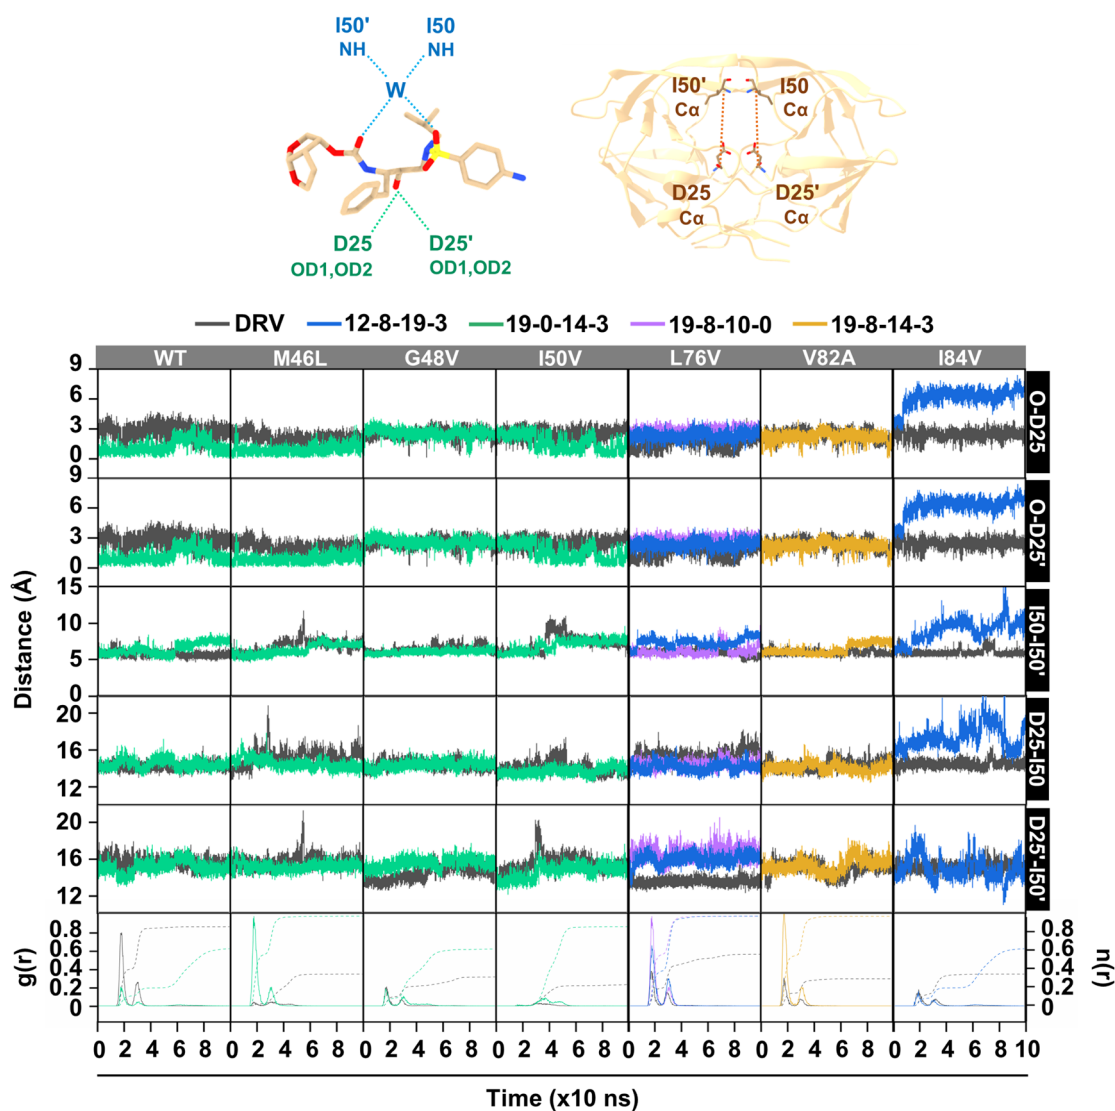 I50' I50
NH NH
W
D25 D25'
OD1,OD2 OD1,OD2
I50' I50
Cα Cα
D25 D25'
Cα Cα
DRV 12-8-19-3 19-0-14-3 19-8-10-0 19-8-14-3
WT M46L G48V I50V L76V V82A I84V
Distance (Å)
9
6
3
0
O-D25
9
6
3
0
O-D25'
15
10
5
0
I50-I50'
20
16
12
D25-I50
20
16
12
D25'-I50'
g(r)
0.8
0.6
0.4
0.2
0
0.8
0.6
0.4
0.2
0
n(r)
0 2 4 6 8 0 2 4 6 8 0 2 4 6 8 0 2 4 6 8 0 2 4 6 8 0 2 4 6 8 0 2 4 6 8 10
Time (x10 ns)